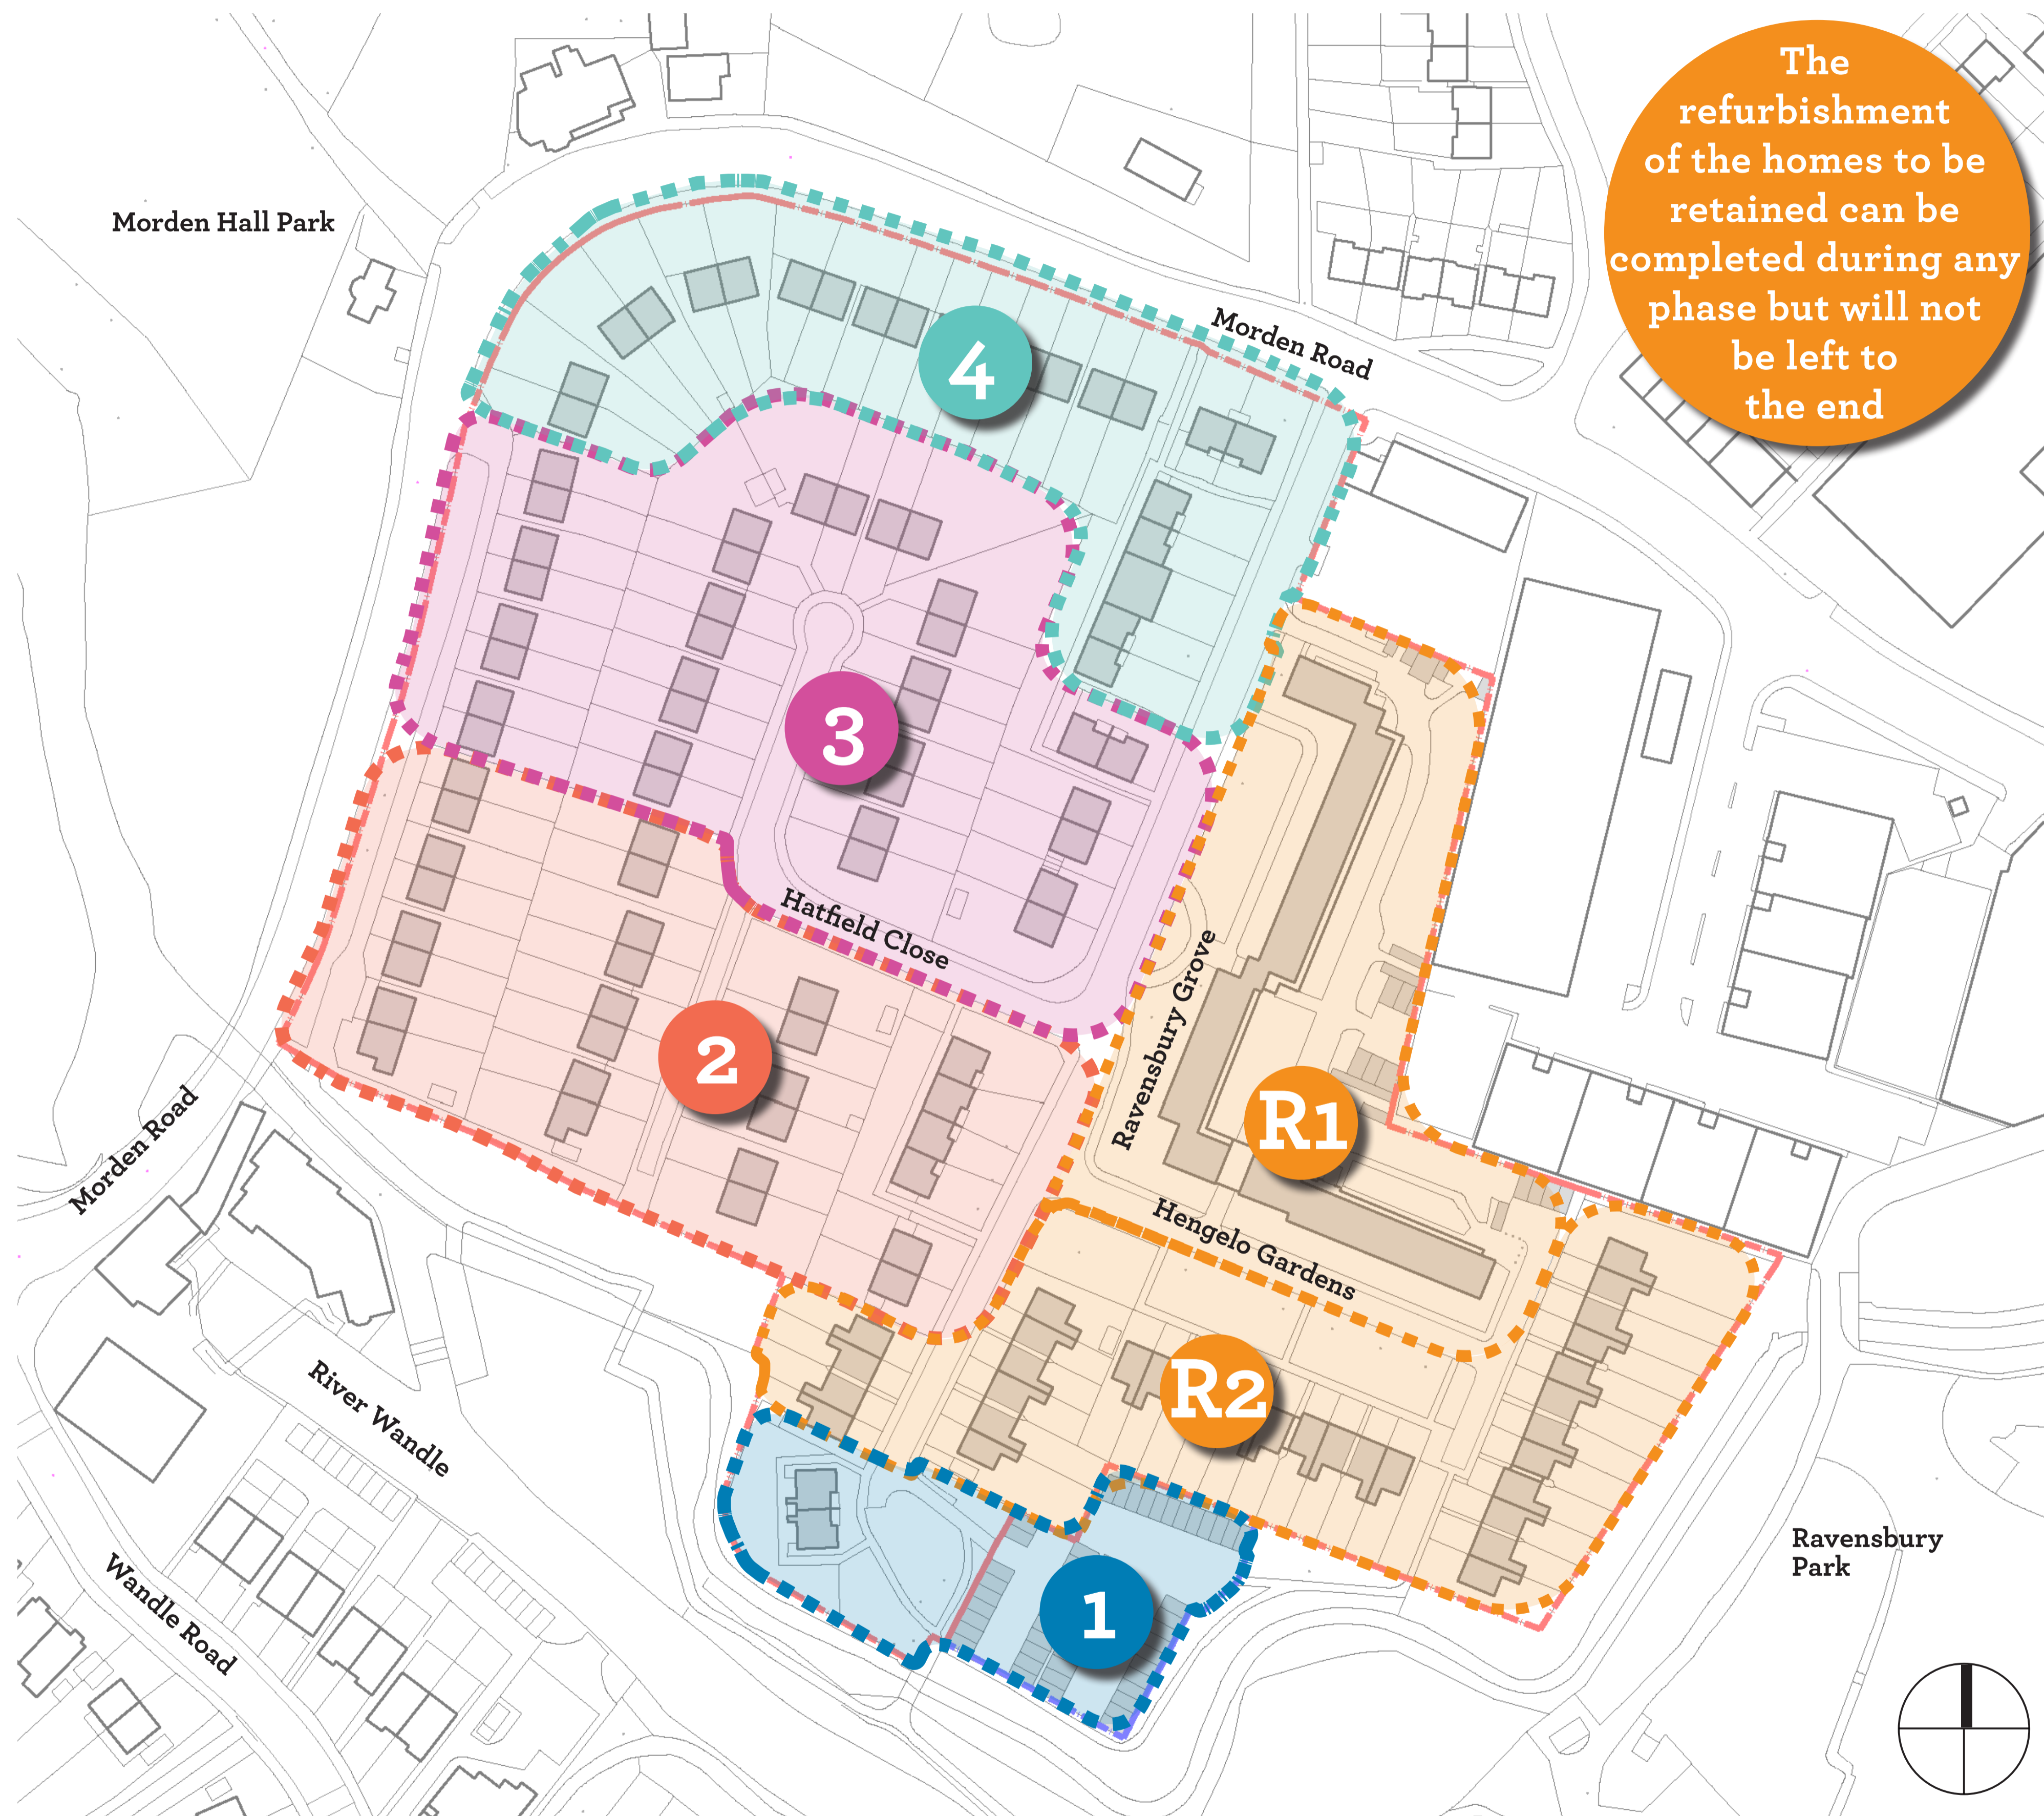 The
refurbishment
of the homes to be
retained can be
completed during any
phase but will not
be left to
the end
Morden Hall Park
Morden Road
4
3
Hatfield Close
2
Ravensbury Grove
R1
Morden Road
Hengelo Gardens
R2
River Wandle
Ravensbury
Park
1
Wandle Road